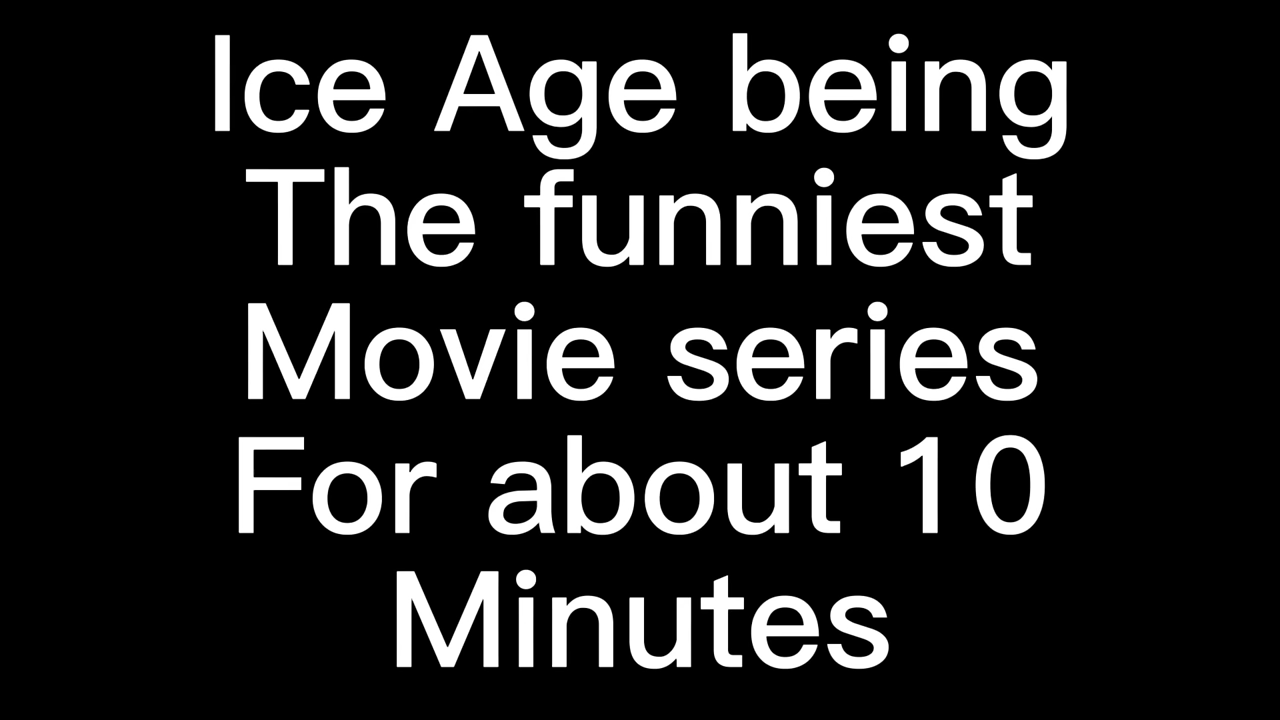 Ice Age being
The funniest
Movie series
For about 10
Minutes